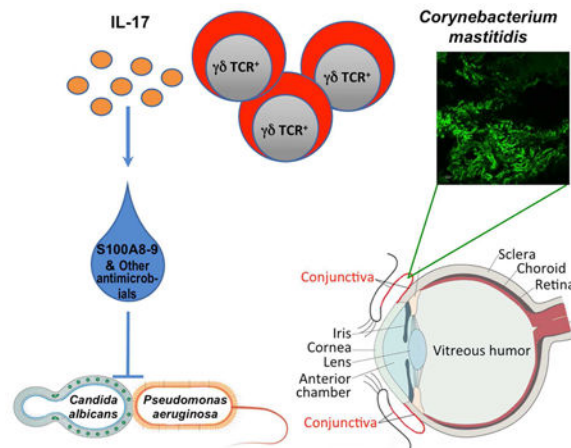 IL-17
γδ TCR⁺
γδ TCR⁺
γδ TCR⁺
Corynebacterium
mastitidis
S100A8-9
& Other
antimicrob-
ials
Candida
albicans
Pseudomonas
aeruginosa
Sclera
Choroid
Retina
Conjunctiva
Iris
Cornea
Lens
Anterior
chamber
Vitreous humor
Conjunctiva